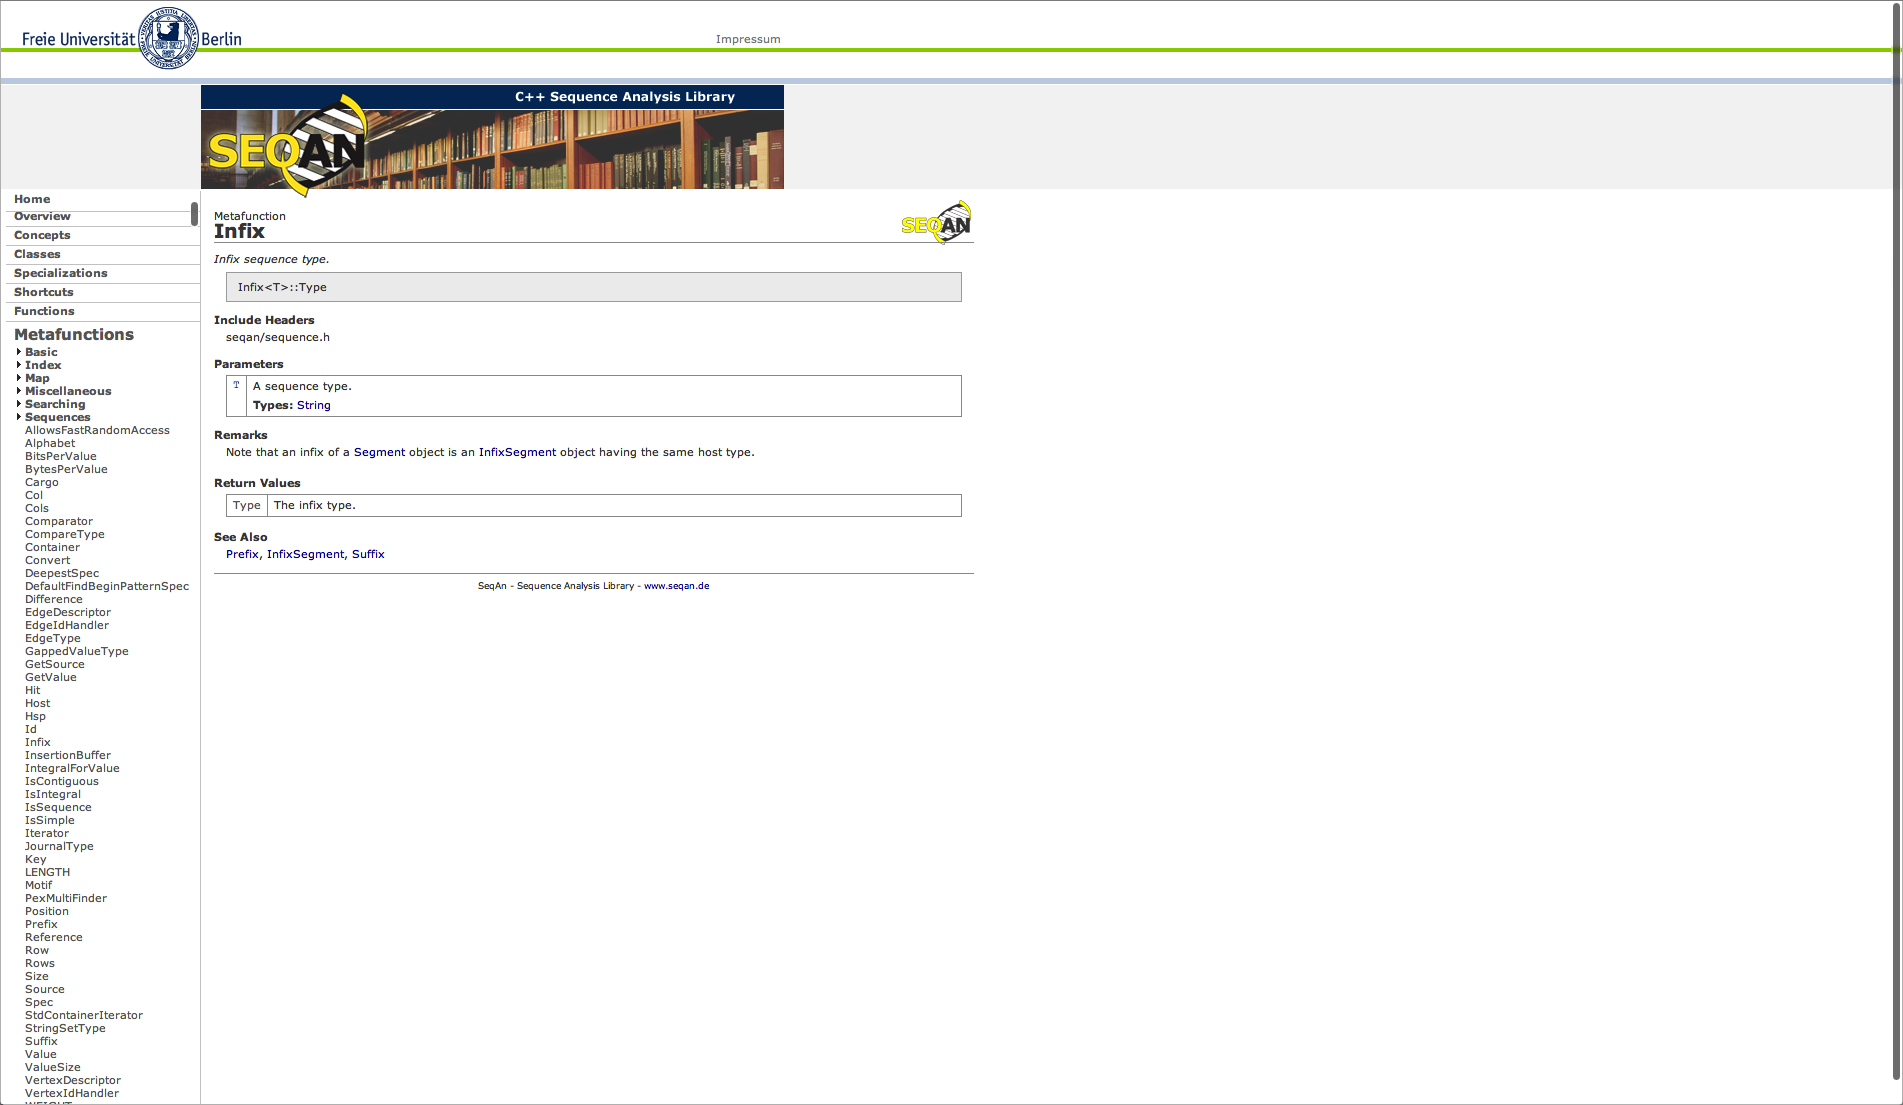 Freie Universität Berlin
Impressum
C++ Sequence Analysis Library
SEQAN
Home
Overview
Concepts
Classes
Specializations
Shortcuts
Functions
Metafunctions
Basic
Index
Map
Miscellaneous
Searching
Sequences
AllowsFastRandomAccess
Alphabet
BitsPerValue
BytesPerValue
Cargo
Col
Cols
Comparator
CompareType
Container
Convert
DeepestSpec
DefaultFindBeginPatternSpec
Difference
EdgeDescriptor
EdgeIdHandler
EdgeType
GappedValueType
GetSource
GetValue
Hit
Host
Hsp
Id
Infix
InsertionBuffer
IntegralForValue
IsContiguous
IsIntegral
IsSequence
IsSimple
Iterator
JournalType
Key
LENGTH
Motif
PexMultiFinder
Position
Prefix
Reference
Row
Rows
Size
Source
Spec
StdContainerIterator
StringSetType
Suffix
Value
ValueSize
VertexDescriptor
VertexIdHandler
Metafunction
Infix
SEQAN
Infix sequence type.
Infix<T>::Type
Include Headers
seqan/sequence.h
Parameters
T A sequence type.
Types: String
Remarks
Note that an infix of a Segment object is an InfixSegment object having the same host type.
Return Values
Type The infix type.
See Also
Prefix, InfixSegment, Suffix
SeqAn - Sequence Analysis Library - www.seqan.de